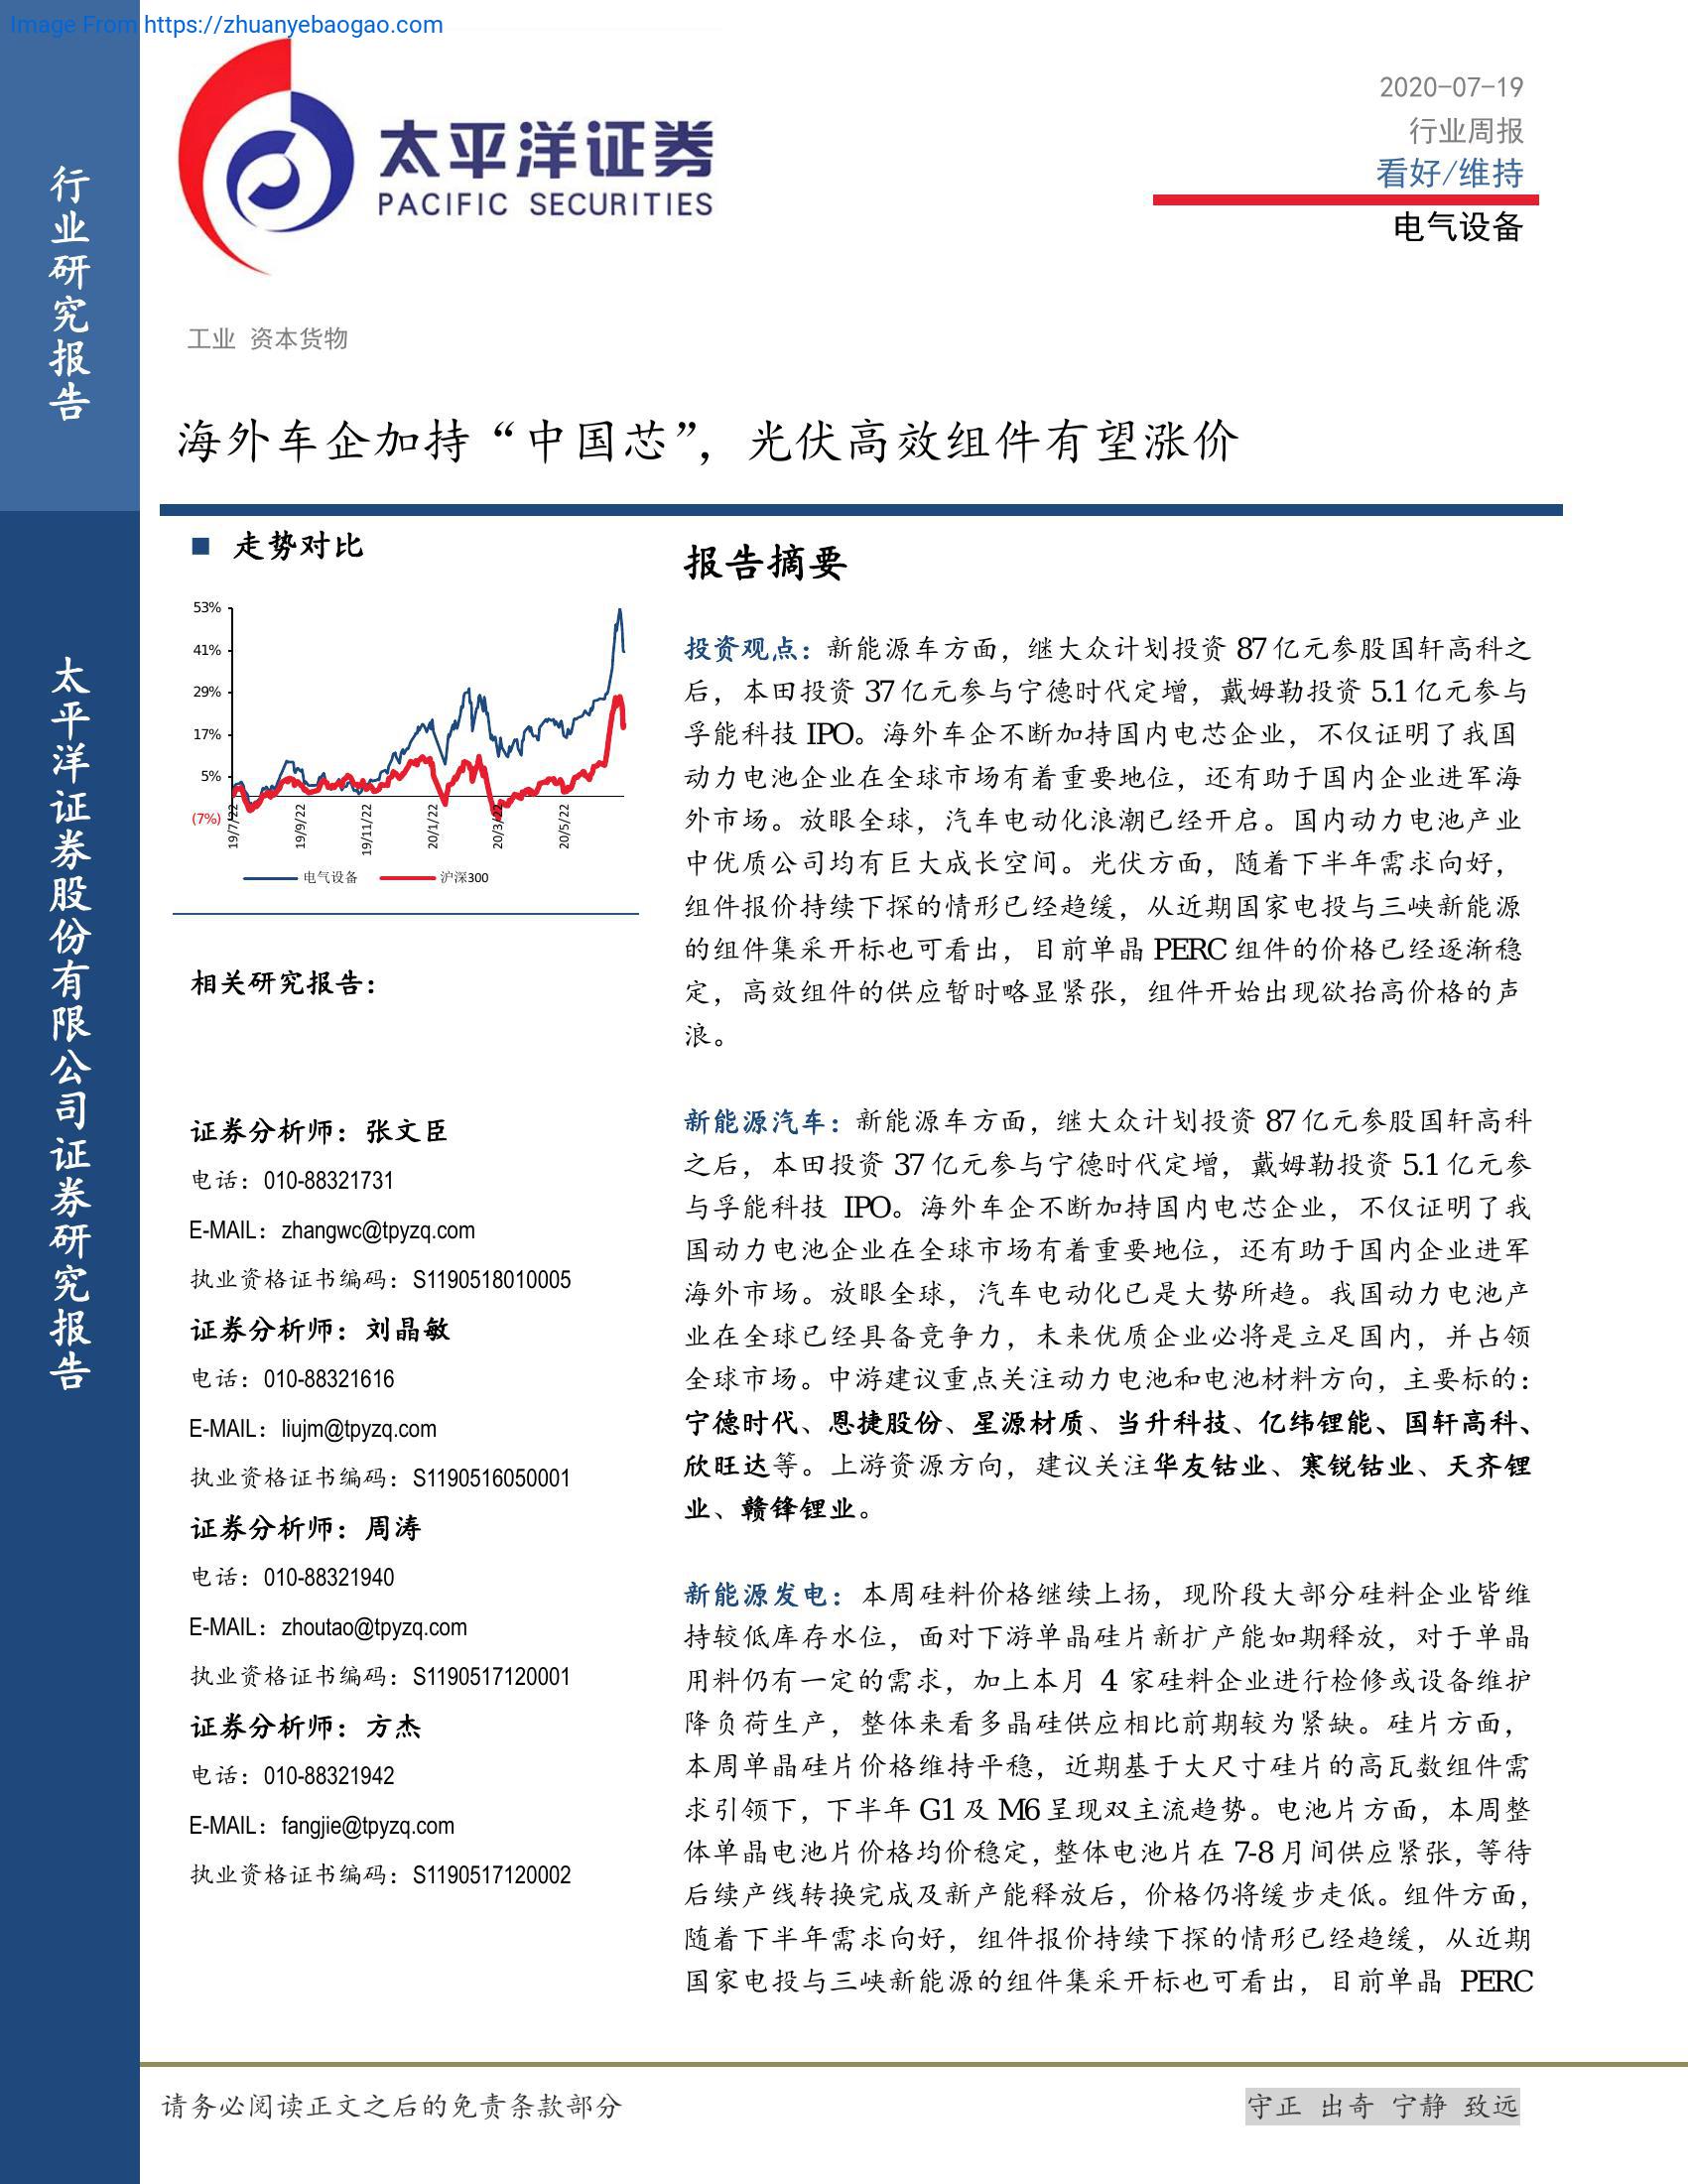 Image From https://zhuanyebaogao.com
行业研究报告
太平洋证券股份有限公司证券研究报告
太平洋证券
PACIFIC SECURITIES
2020-07-19
行业周报
看好/维持
电气设备
工业 资本货物
海外车企加持“中国芯”，光伏高效组件有望涨价
■ 走势对比
53%
41%
29%
17%
5%
(7%)
19/7/22
19/9/22
19/11/22
20/1/22
20/3/22
20/5/22
电气设备
沪深300
相关研究报告：
证券分析师：张文臣
电话：010-88321731
E-MAIL：zhangwc@tpyzq.com
执业资格证书编码：S1190518010005
证券分析师：刘晶敏
电话：010-88321616
E-MAIL：liujm@tpyzq.com
执业资格证书编码：S1190516050001
证券分析师：周涛
电话：010-88321940
E-MAIL：zhoutao@tpyzq.com
执业资格证书编码：S1190517120001
证券分析师：方杰
电话：010-88321942
E-MAIL：fangjie@tpyzq.com
执业资格证书编码：S1190517120002
报告摘要
投资观点：新能源车方面，继大众计划投资 87 亿元参股国轩高科之
后，本田投资 37 亿元参与宁德时代定增，戴姆勒投资 5.1 亿元参与
孚能科技 IPO。海外车企不断加持国内电芯企业，不仅证明了我国
动力电池企业在全球市场有着重要地位，还有助于国内企业进军海
外市场。放眼全球，汽车电动化浪潮已经开启。国内动力电池产业
中优质公司均有巨大成长空间。光伏方面，随着下半年需求向好，
组件报价持续下探的情形已经趋缓，从近期国家电投与三峡新能源
的组件集采开标也可看出，目前单晶 PERC 组件的价格已经逐渐稳
定，高效组件的供应暂时略显紧张，组件开始出现欲抬高价格的声
浪。
新能源汽车：新能源车方面，继大众计划投资 87 亿元参股国轩高科
之后，本田投资 37 亿元参与宁德时代定增，戴姆勒投资 5.1 亿元参
与孚能科技 IPO。海外车企不断加持国内电芯企业，不仅证明了我
国动力电池企业在全球市场有着重要地位，还有助于国内企业进军
海外市场。放眼全球，汽车电动化已是大势所趋。我国动力电池产
业在全球已经具备竞争力，未来优质企业必将是立足国内，并占领
全球市场。中游建议重点关注动力电池和电池材料方向，主要标的：
宁德时代、恩捷股份、星源材质、当升科技、亿纬锂能、国轩高科、
欣旺达等。上游资源方向，建议关注华友钴业、寒锐钴业、天齐锂
业、赣锋锂业。
新能源发电：本周硅料价格继续上扬，现阶段大部分硅料企业皆维
持较低库存水位，面对下游单晶硅片新扩产能如期释放，对于单晶
用料仍有一定的需求，加上本月 4 家硅料企业进行检修或设备维护
降负荷生产，整体来看多晶硅供应相比前期较为紧缺。硅片方面，
本周单晶硅片价格维持平稳，近期基于大尺寸硅片的高瓦数组件需
求引领下，下半年 G1 及 M6 呈现双主流趋势。电池片方面，本周整
体单晶电池片价格均价稳定，整体电池片在 7-8 月间供应紧张，等待
后续产线转换完成及新产能释放后，价格仍将缓步走低。组件方面，
随着下半年需求向好，组件报价持续下探的情形已经趋缓，从近期
国家电投与三峡新能源的组件集采开标也可看出，目前单晶 PERC
请务必阅读正文之后的免责条款部分
守正 出奇 宁静 致远